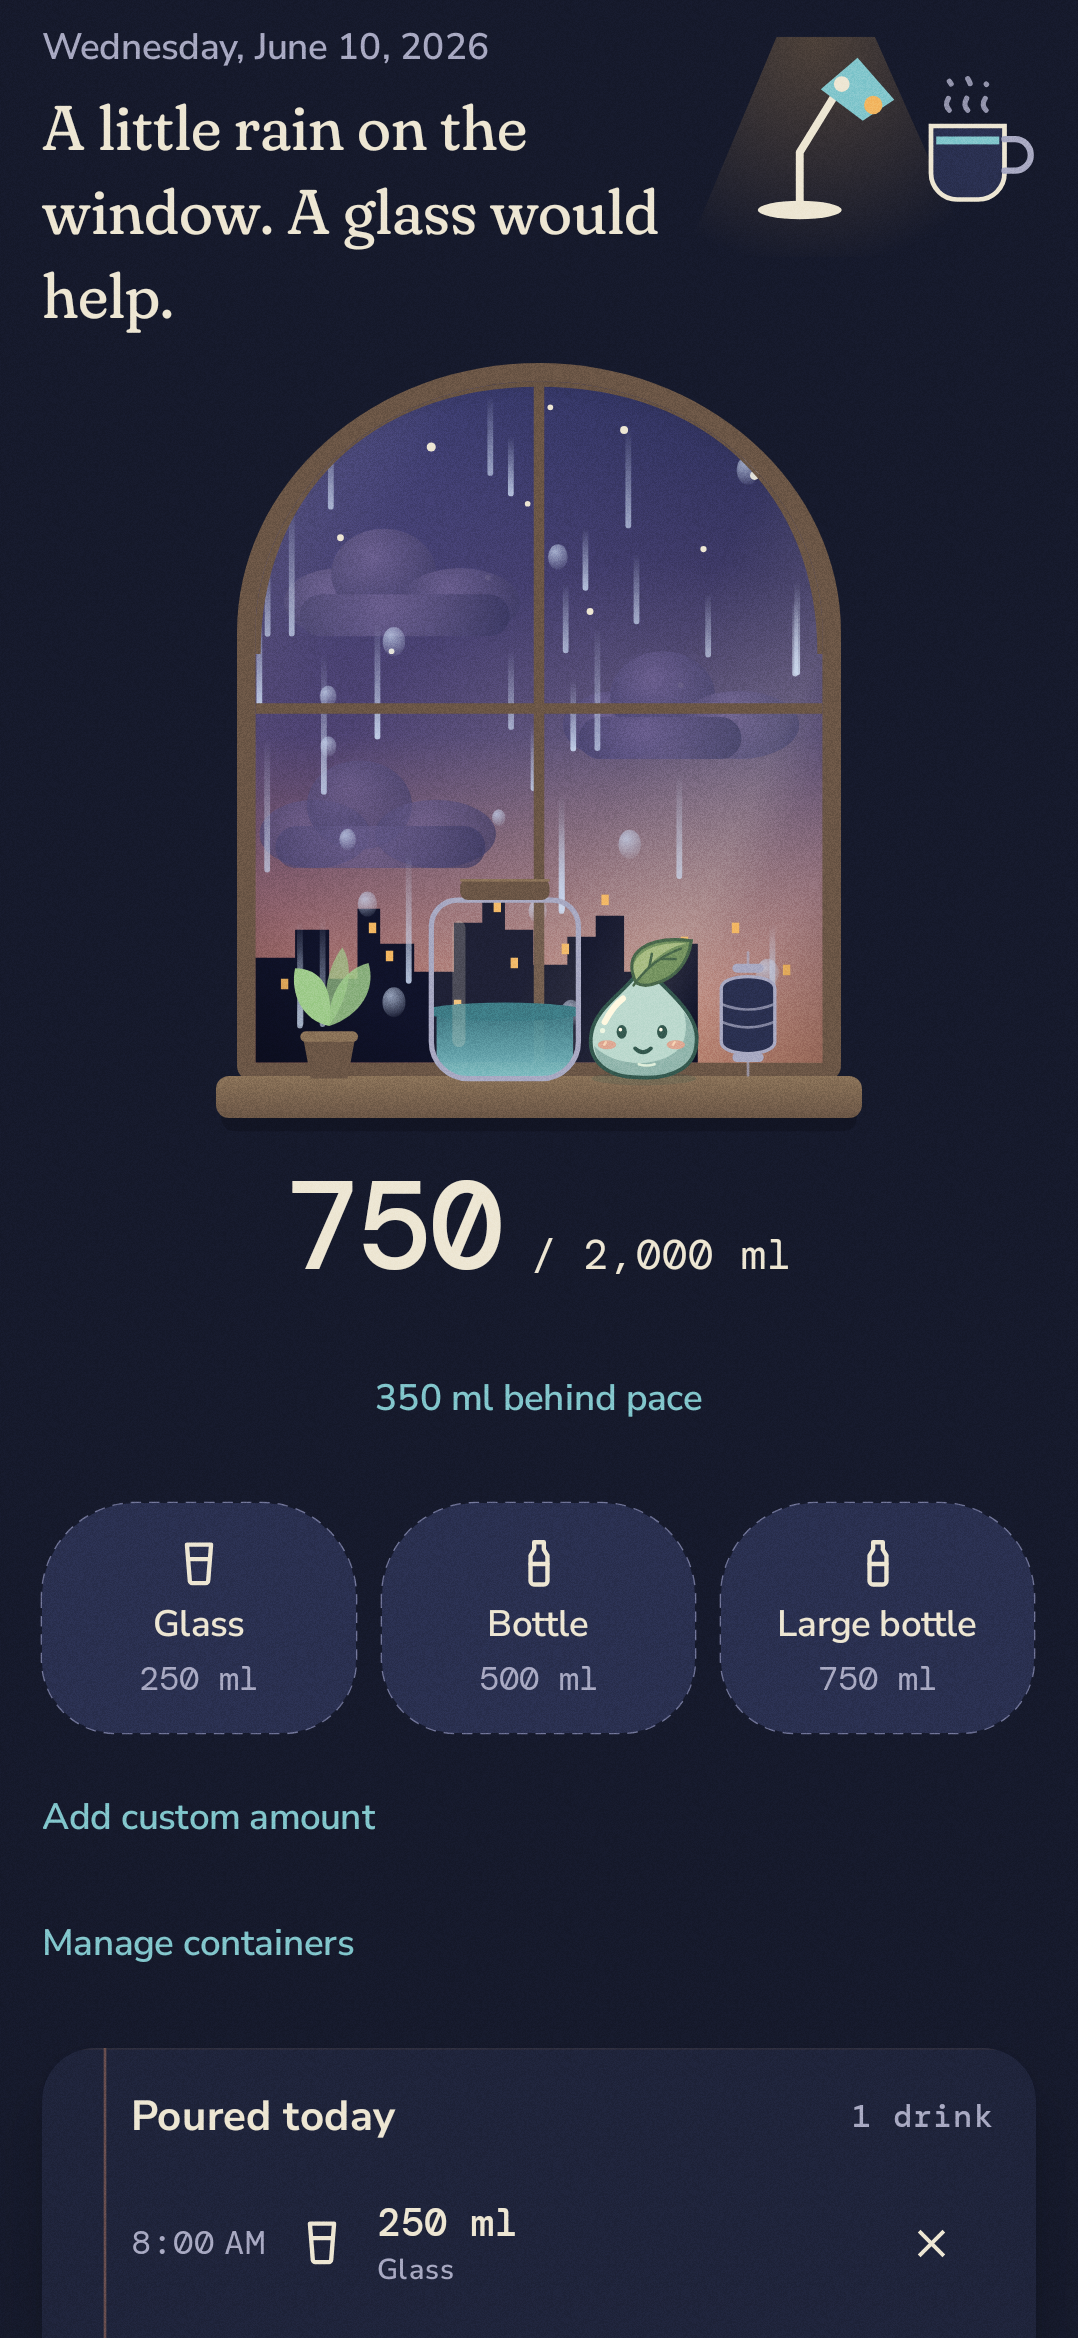 Wednesday, June 10, 2026
A little rain on the
window. A glass would
help.
750 / 2,000 ml
350 ml behind pace
Glass
250 ml
Bottle
500 ml
Large bottle
750 ml
Add custom amount
Manage containers
Poured today
1 drink
8:00 AM
250 ml
Glass